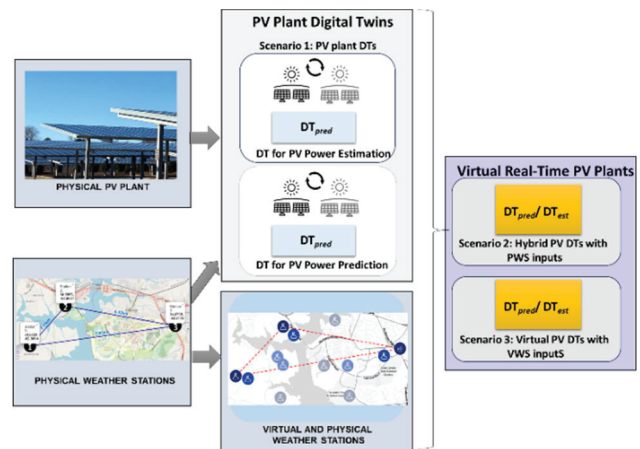 PV Plant Digital Twins
Scenario 1: PV plant DTs
DTpred
DT for PV Power Estimation
DTpred
DT for PV Power Prediction
PHYSICAL PV PLANT
PHYSICAL WEATHER STATIONS
1
2
3
VIRTUAL AND PHYSICAL
WEATHER STATIONS
Virtual Real-Time PV Plants
DTpred/ DTest
Scenario 2: Hybrid PV DTs with
PWS inputs
DTpred/ DTest
Scenario 3: Virtual PV DTs with
VWS inputS